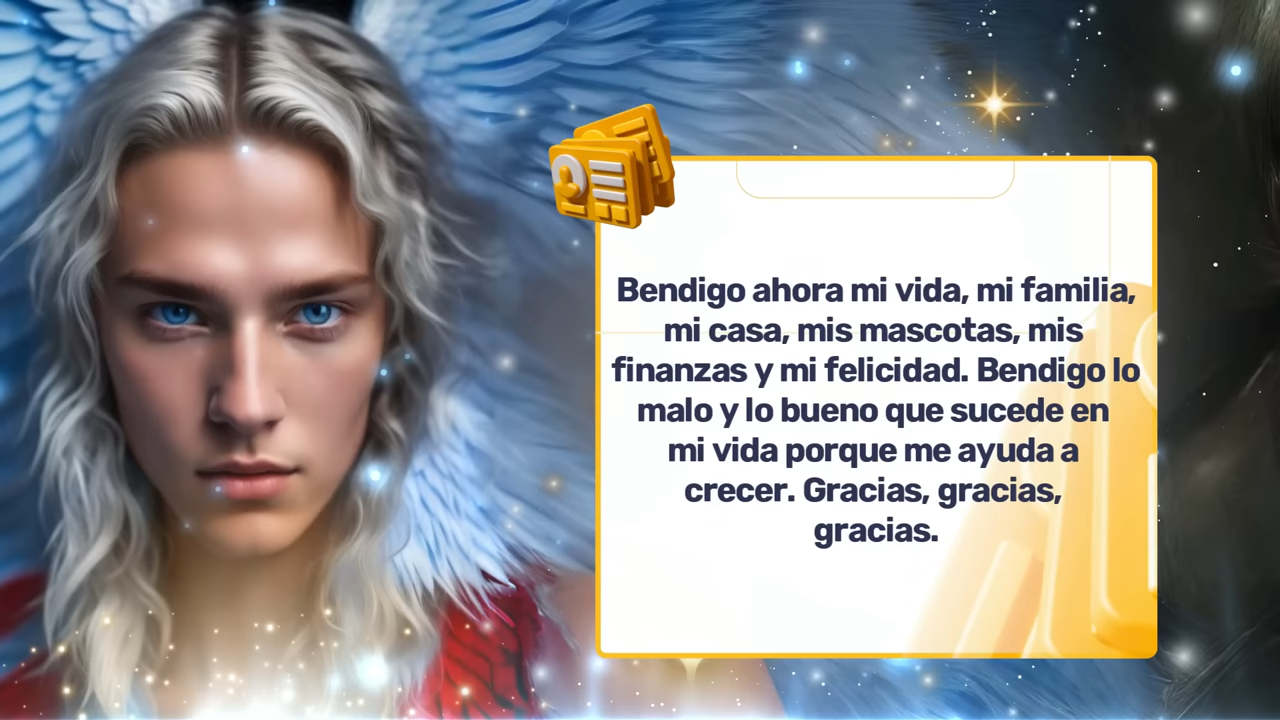 Bendigo ahora mi vida, mi familia,
mi casa, mis mascotas, mis
finanzas y mi felicidad. Bendigo lo
malo y lo bueno que sucede en
mi vida porque me ayuda a
crecer. Gracias, gracias,
gracias.